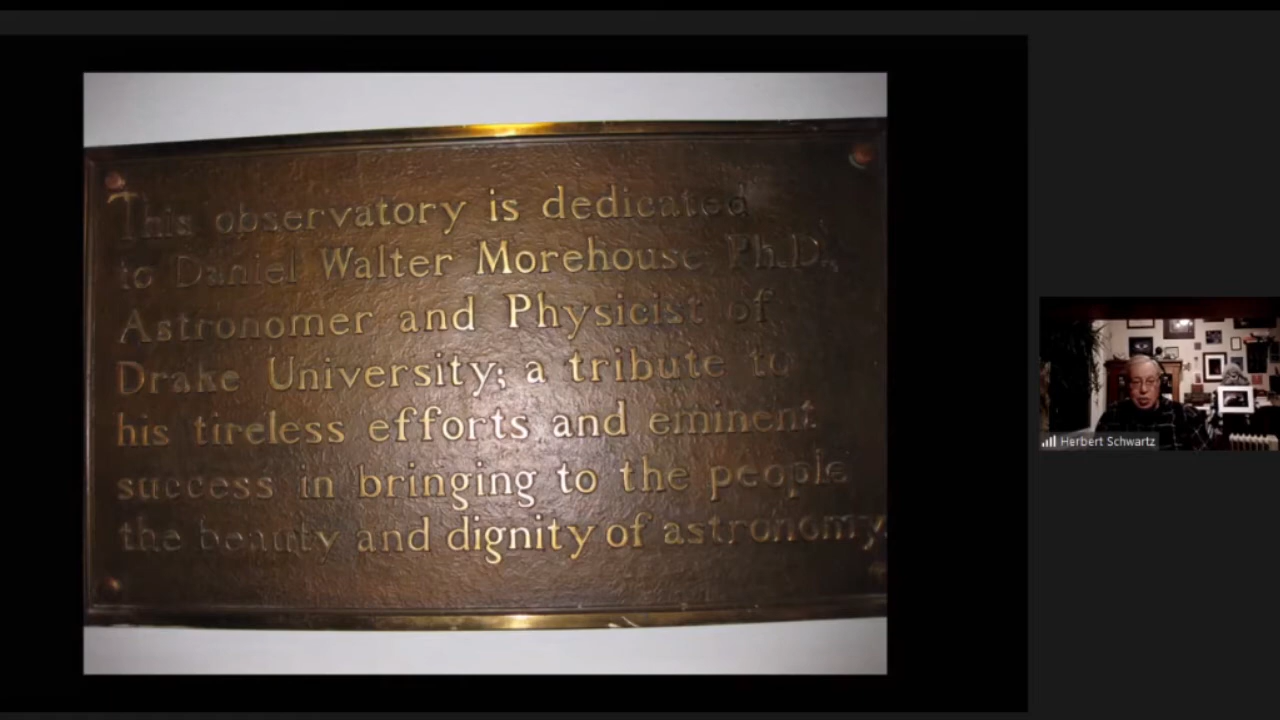 This observatory is dedicated
to Daniel Walter Morehouse Ph.D.,
Astronomer and Physicist of
Drake University; a tribute to
his tireless efforts and eminent
success in bringing to the people
the beauty and dignity of astronomy.
Herbert Schwartz